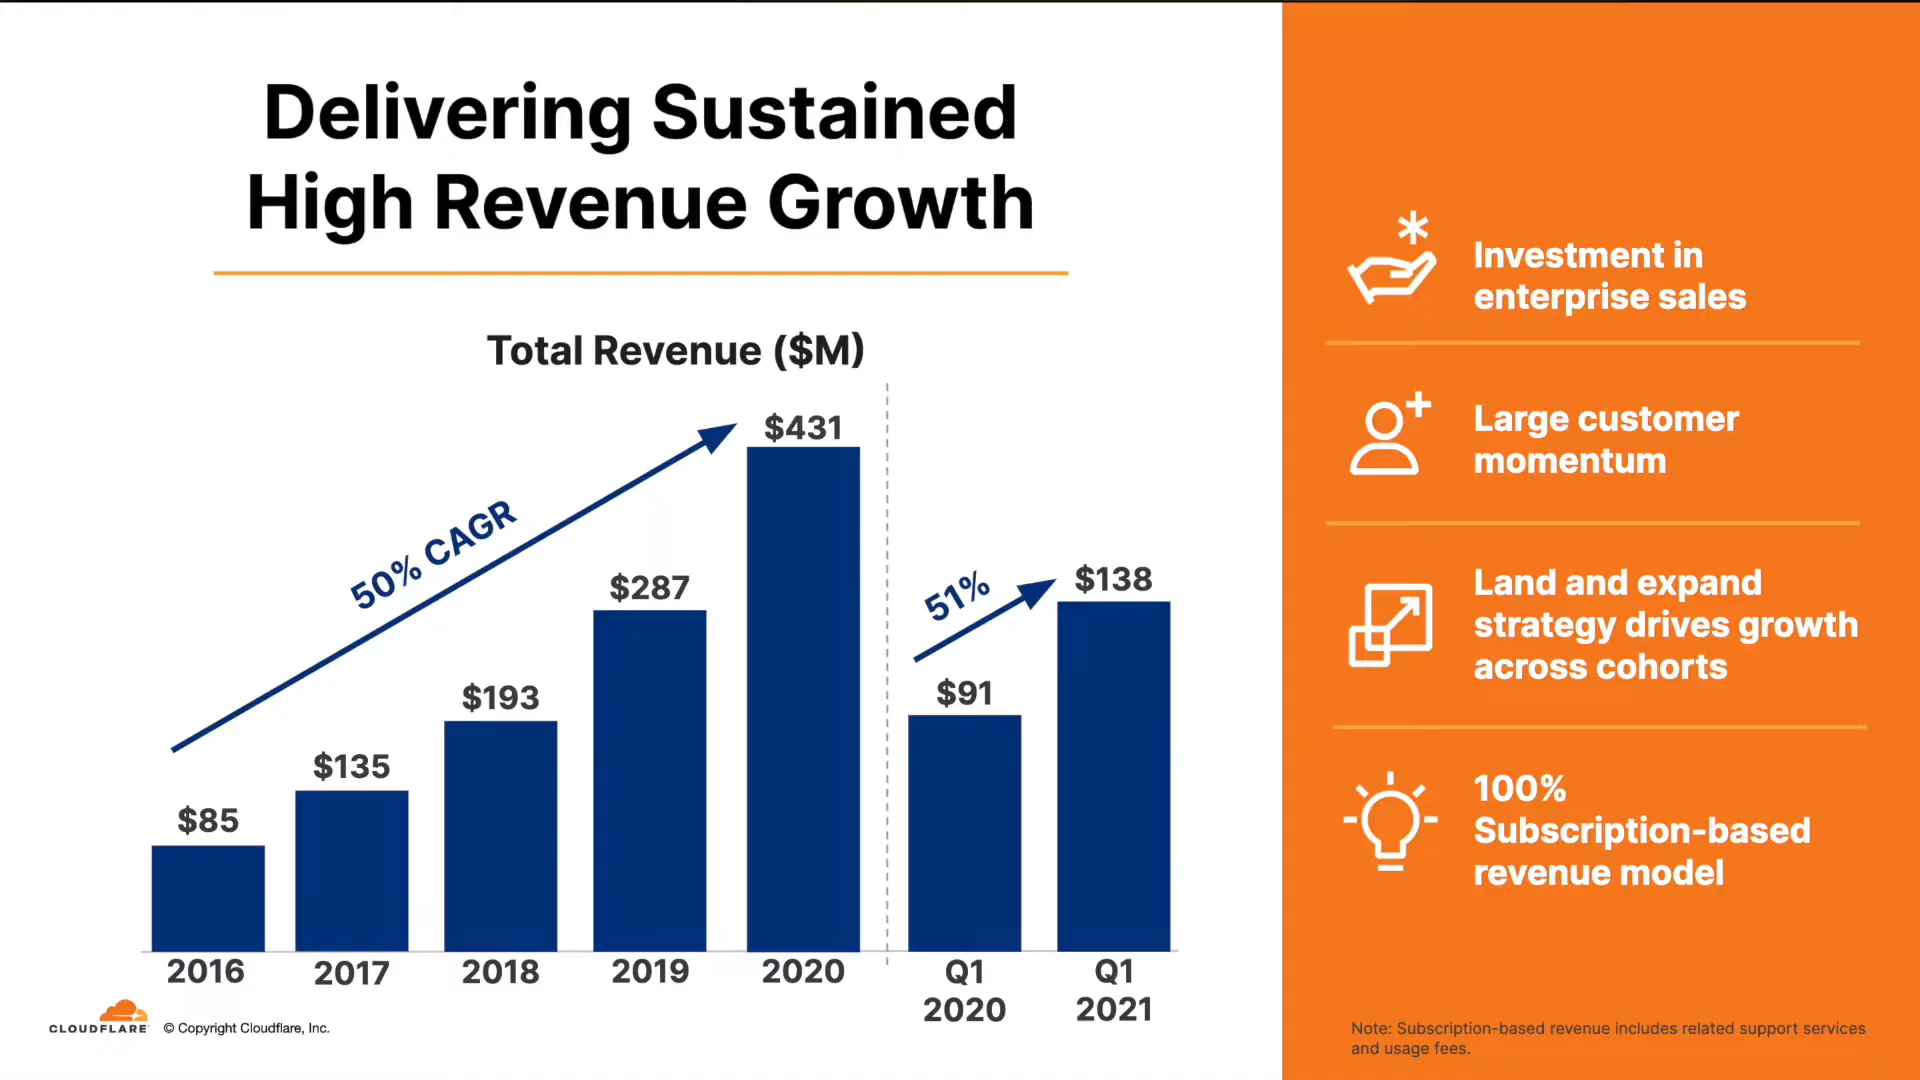 Delivering Sustained
High Revenue Growth
Total Revenue ($M)
50% CAGR
$85
$135
$193
$287
$431
51%
$91
$138
2016
2017
2018
2019
2020
Q1
2020
Q1
2021
CLOUDFLARE
© Copyright Cloudflare, Inc.
Investment in
enterprise sales
Large customer
momentum
Land and expand
strategy drives growth
across cohorts
100%
Subscription-based
revenue model
Note: Subscription-based revenue includes related support services
and usage fees.